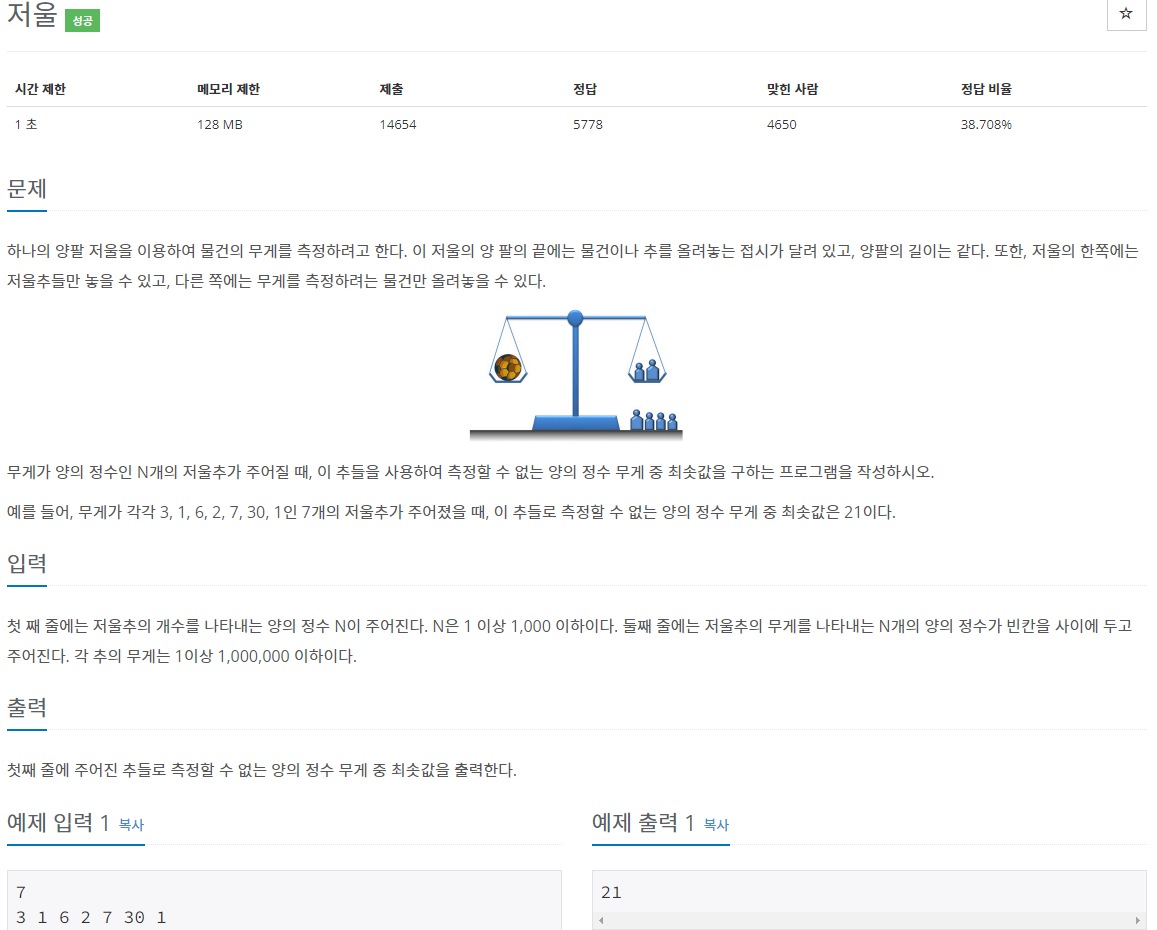 저울 성공
☆
시간 제한 메모리 제한 제출 정답 맞힌 사람 정답 비율
1 초 128 MB 14654 5778 4650 38.708%
문제
하나의 양팔 저울을 이용하여 물건의 무게를 측정하려고 한다. 이 저울의 양 팔의 끝에는 물건이나 추를 올려놓는 접시가 달려 있고, 양팔의 길이는 같다. 또한, 저울의 한쪽에는
저울추들만 놓을 수 있고, 다른 쪽에는 무게를 측정하려는 물건만 올려놓을 수 있다.
무게가 양의 정수인 N개의 저울추가 주어질 때, 이 추들을 사용하여 측정할 수 없는 양의 정수 무게 중 최솟값을 구하는 프로그램을 작성하시오.
예를 들어, 무게가 각각 3, 1, 6, 2, 7, 30, 1인 7개의 저울추가 주어졌을 때, 이 추들로 측정할 수 없는 양의 정수 무게 중 최솟값은 21이다.
입력
첫 째 줄에는 저울추의 개수를 나타내는 양의 정수 N이 주어진다. N은 1 이상 1,000 이하이다. 둘째 줄에는 저울추의 무게를 나타내는 N개의 양의 정수가 빈칸을 사이에 두고
주어진다. 각 추의 무게는 1이상 1,000,000 이하이다.
출력
첫째 줄에 주어진 추들로 측정할 수 없는 양의 정수 무게 중 최솟값을 출력한다.
예제 입력 1 복사
7
3 1 6 2 7 30 1
예제 출력 1 복사
21